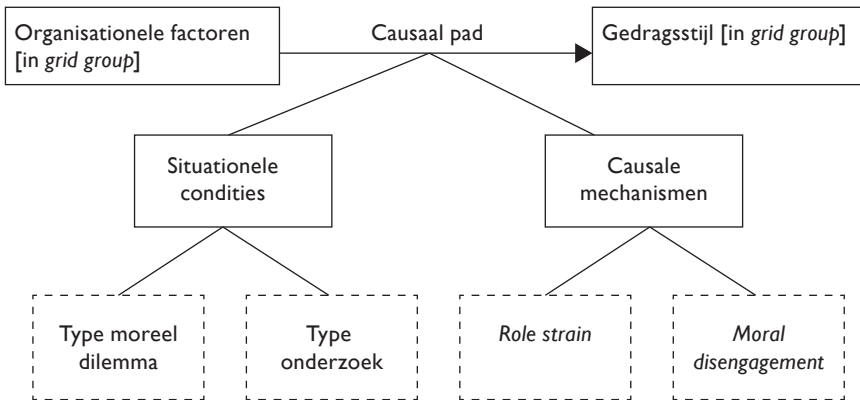 Organisationele factoren
[in grid group]
Causaal pad
Gedragsstijl [in grid group]
Situationele
condities
Causale
mechanismen
Type moreel
dilemma
Type
onderzoek
Role strain
Moral
disengagement